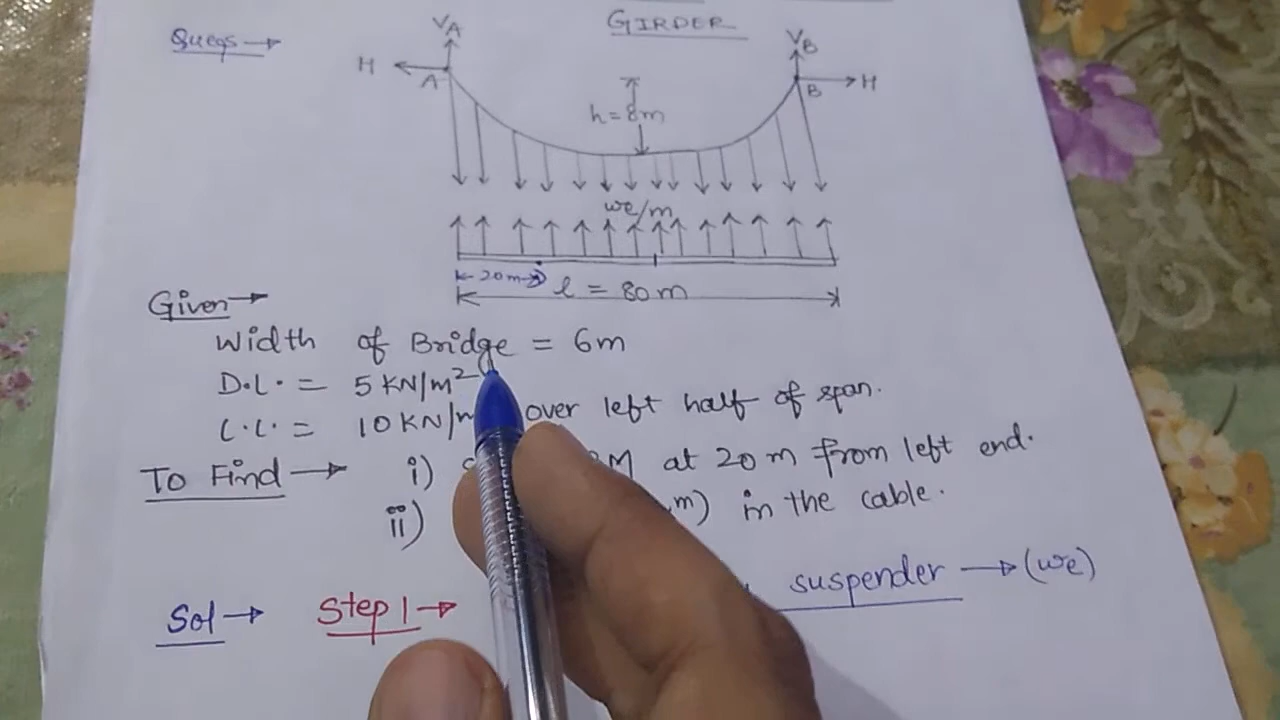 GIRDER
Ques →
VA
VB
H
A
B
H
h = 8m
we/m
20m
l = 80m
Given →
Width of Bridge = 6m
D.L. = 5 KN/m²
L.L. = 10 KN/m over left half of span.
To Find → i) at 20 m from left end.
ii) in the cable.
Sol → Step 1 → suspender → (we)